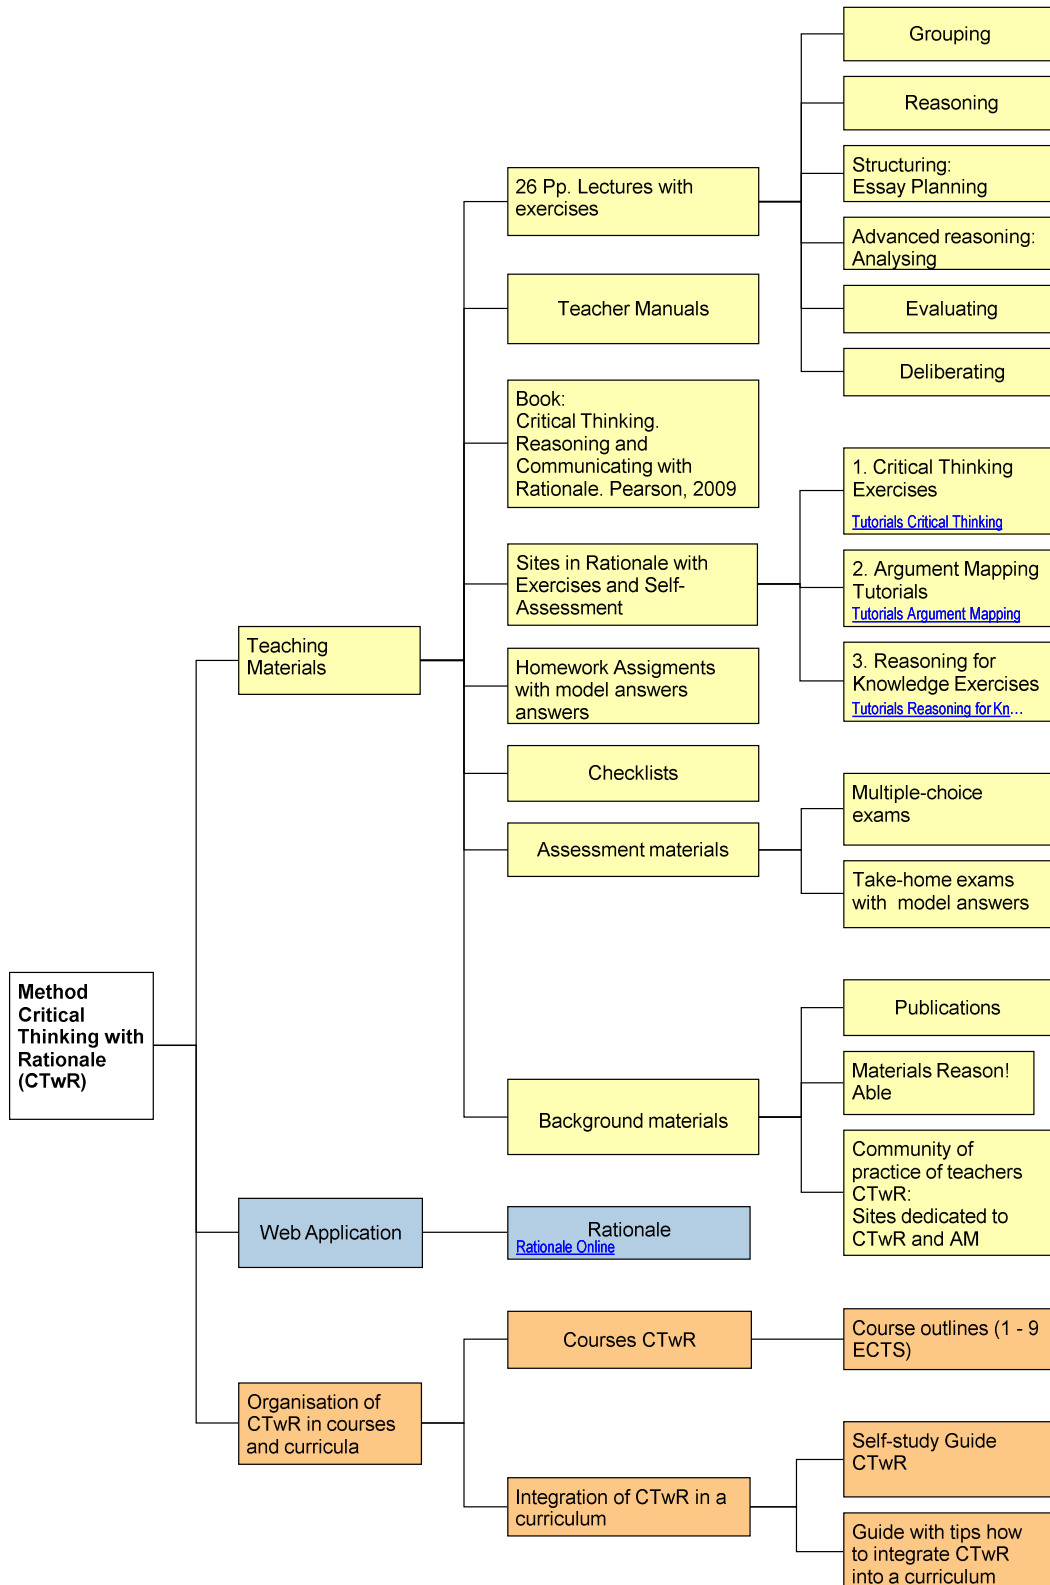 Grouping
Reasoning
Structuring:
Essay Planning
26 Pp. Lectures with
exercises
Advanced reasoning:
Analysing
Teacher Manuals
Evaluating
Deliberating
Book:
Critical Thinking.
Reasoning and
Communicating with
Rationale. Pearson, 2009
1. Critical Thinking
Exercises
Tutorials Critical Thinking
Sites in Rationale with
Exercises and Self-
Assessment
2. Argument Mapping
Tutorials
Tutorials Argument Mapping
Teaching
Materials
Homework Assigments
with model answers
answers
3. Reasoning for
Knowledge Exercises
Tutorials Reasoning for Kn...
Checklists
Multiple-choice
exams
Assessment materials
Take-home exams
with  model answers
Method
Critical
Thinking with
Rationale
(CTwR)
Publications
Materials Reason!
Able
Background materials
Community of
practice of teachers
CTwR:
Sites dedicated to
CTwR and AM
Web Application
Rationale
Rationale Online
Courses CTwR
Course outlines (1 - 9
ECTS)
Organisation of
CTwR in courses
and curricula
Self-study Guide
CTwR
Integration of CTwR in a
curriculum
Guide with tips how
to integrate CTwR
into a curriculum